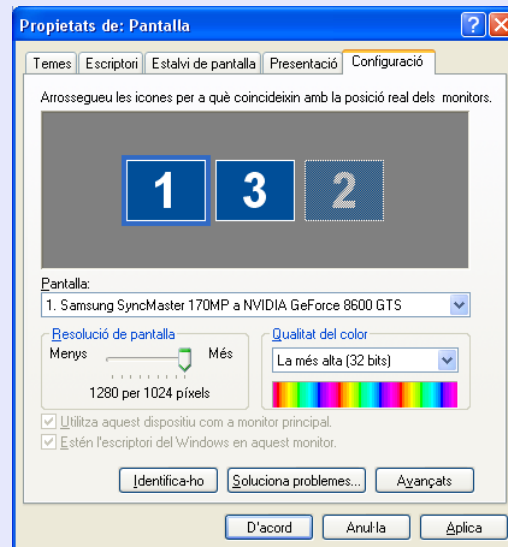 Propietats de: Pantalla
Temes Escriptori Estalvi de pantalla Presentació Configuració
Arrossegueu les icones per a què coincideixin amb la posició real dels monitors.
1 3 2
Pantalla:
1. Samsung SyncMaster 170MP a NVIDIA GeForce 8600 GTS
Resolució de pantalla Qualitat del color
Menys Més La més alta (32 bits)
1280 per 1024 píxels
Utilitza aquest dispositiu com a monitor principal.
Estén l'escriptori del Windows en aquest monitor.
Identifica-ho Soluciona problemes... Avançats
D'acord Anul·la Aplica